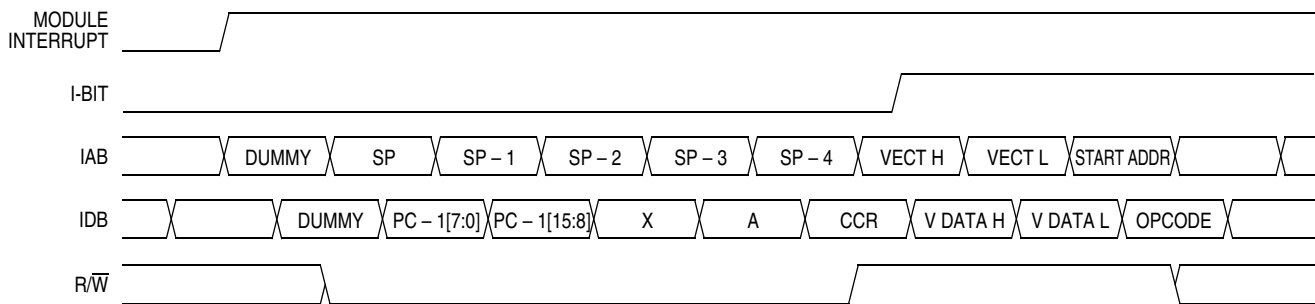 MODULE
INTERRUPT
I-BIT
IAB DUMMY SP SP – 1 SP – 2 SP – 3 SP – 4 VECT H VECT L START ADDR
IDB DUMMY PC – 1[7:0] PC – 1[15:8] X A CCR V DATA H V DATA L OPCODE
R/W̅